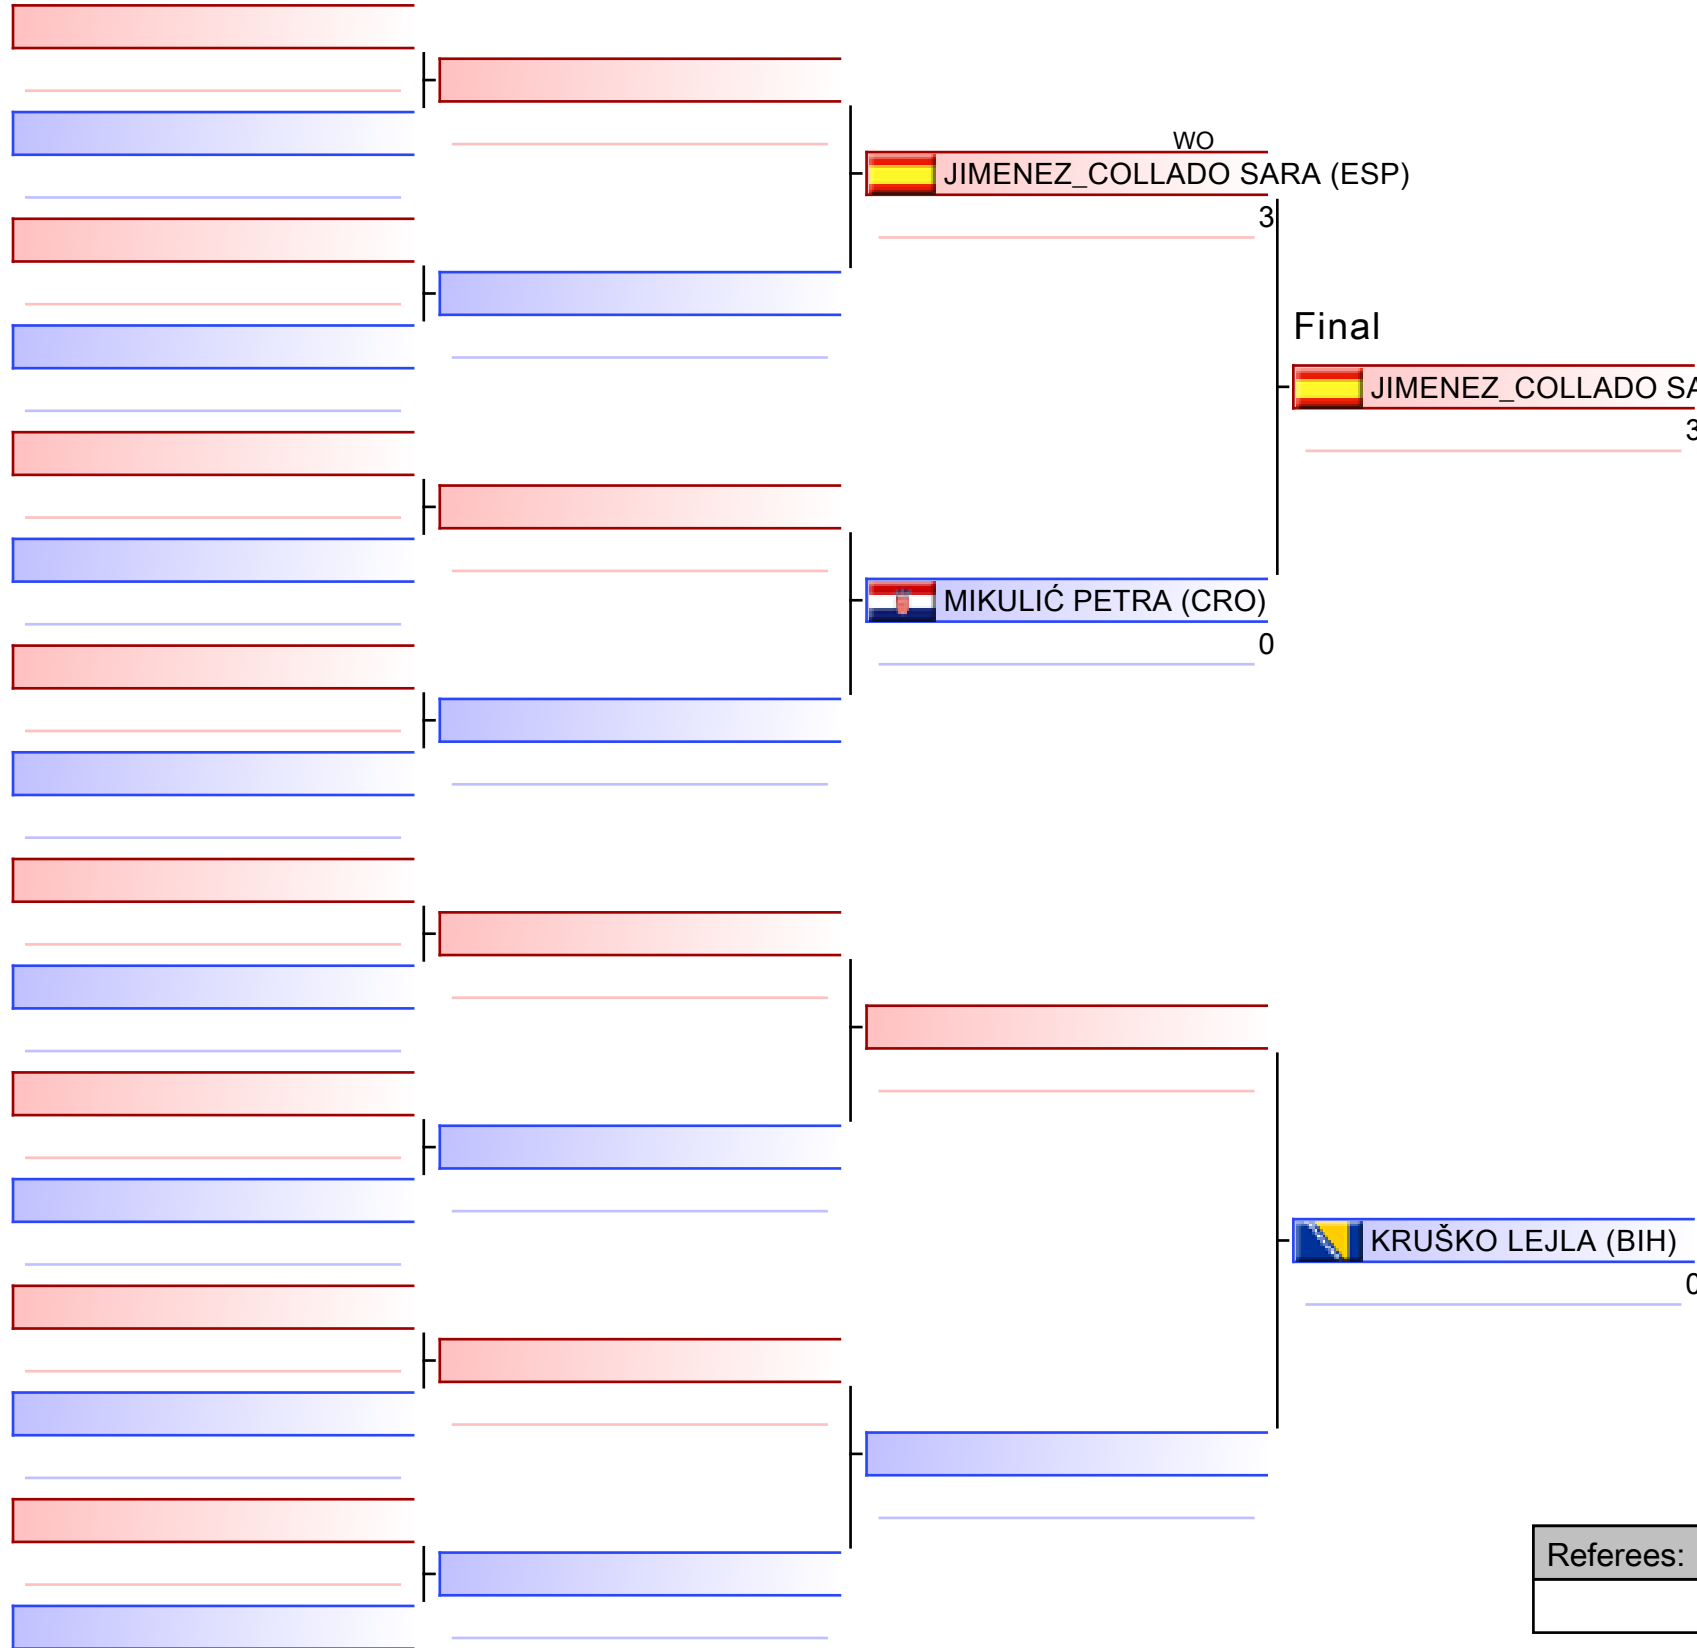 WO
JIMENEZ_COLLADO SARA (ESP)
3
Final
JIMENEZ_COLLADO SA
3
MIKULIĆ PETRA (CRO)
0
KRUŠKO LEJLA (BIH)
0
Referees: